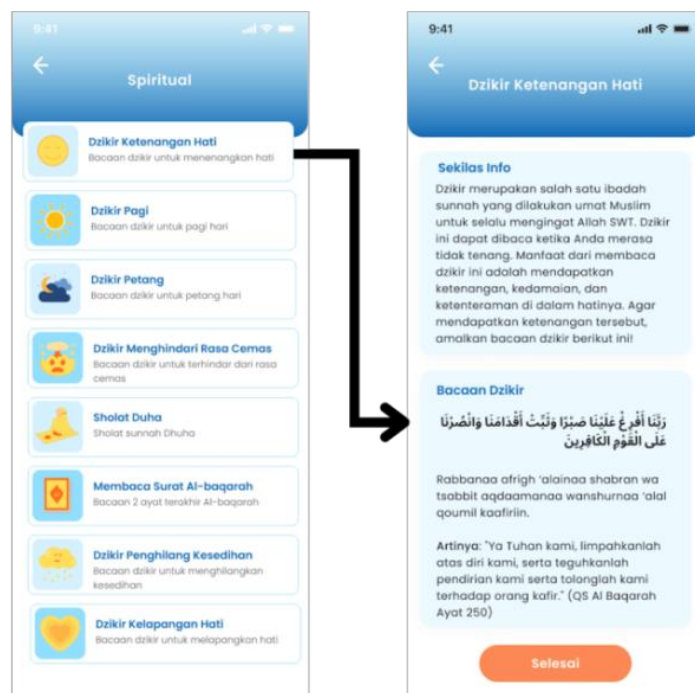 9:41
Spiritual
Dzikir Ketenangan Hati
Bacaan dzikir untuk menenangkan hati
Dzikir Pagi
Bacaan dzikir untuk pagi hari
Dzikir Petang
Bacaan dzikir untuk petang hari
Dzikir Menghindari Rasa Cemas
Bacaan dzikir untuk terhindar dari rasa
cemas
Sholat Duha
Sholat sunnah Dhuha
Membaca Surat Al-baqarah
Bacaan 2 ayat terakhir Al-baqarah
Dzikir Penghilang Kesedihan
Bacaan dzikir untuk menghilangkan
kesedihan
Dzikir Kelapangan Hati
Bacaan dzikir untuk melapangkan hati
9:41
Dzikir Ketenangan Hati
Sekilas Info
Dzikir merupakan salah satu ibadah
sunnah yang dilakukan umat Muslim
untuk selalu mengingat Allah SWT. Dzikir
ini dapat dibaca ketika Anda merasa
tidak tenang. Manfaat dari membaca
dzikir ini adalah mendapatkan
ketenangan, kedamaian, dan
ketenteraman di dalam hatinya. Agar
mendapatkan ketenangan tersebut,
amalkan bacaan dzikir berikut ini!
Bacaan Dzikir
رَبَّنَا أَفْرِغْ عَلَيْنَا صَبْرًا وَثَبِّتْ أَقْدَامَنَا وَانْصُرْنَا
عَلَى الْقَوْمِ الْكَافِرِينَ
Rabbanaa afrigh 'alainaa shabran wa
tsabbit aqdaamanaa wanshurnaa 'alal
qoumil kaafiriin.
Artinya: "Ya Tuhan kami, limpahkanlah
atas diri kami, serta teguhkanlah
pendirian kami serta tolonglah kami
terhadap orang kafir." (QS Al Baqarah
Ayat 250)
Selesai